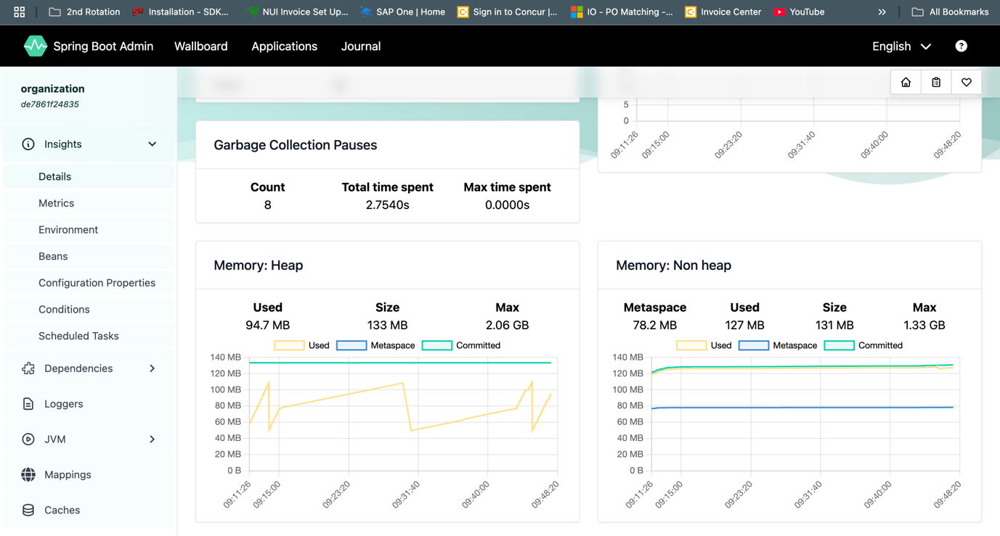 2nd Rotation
Installation - SDK...
NUI Invoice Set Up...
SAP One | Home
Sign in to Concur |...
IO - PO Matching -...
Invoice Center
YouTube
All Bookmarks
Spring Boot Admin
Wallboard
Applications
Journal
English
organization
de7861f24835
Insights
Details
Metrics
Environment
Beans
Configuration Properties
Conditions
Scheduled Tasks
Dependencies
Loggers
JVM
Mappings
Caches
5
0
09:11:26 09:15:00 09:23:20 09:31:40 09:40:00 09:48:20
Garbage Collection Pauses
Count Total time spent Max time spent
8 2.7540s 0.0000s
Memory: Heap
Used Size Max
94.7 MB 133 MB 2.06 GB
Used Metaspace Committed
140 MB
120 MB
100 MB
80 MB
60 MB
40 MB
20 MB
0 B
09:11:26 09:15:00 09:23:20 09:31:40 09:40:00 09:48:20
Memory: Non heap
Metaspace Used Size Max
78.2 MB 127 MB 131 MB 1.33 GB
Used Metaspace Committed
140 MB
120 MB
100 MB
80 MB
60 MB
40 MB
20 MB
0 B
09:11:26 09:15:00 09:23:20 09:31:40 09:40:00 09:48:20